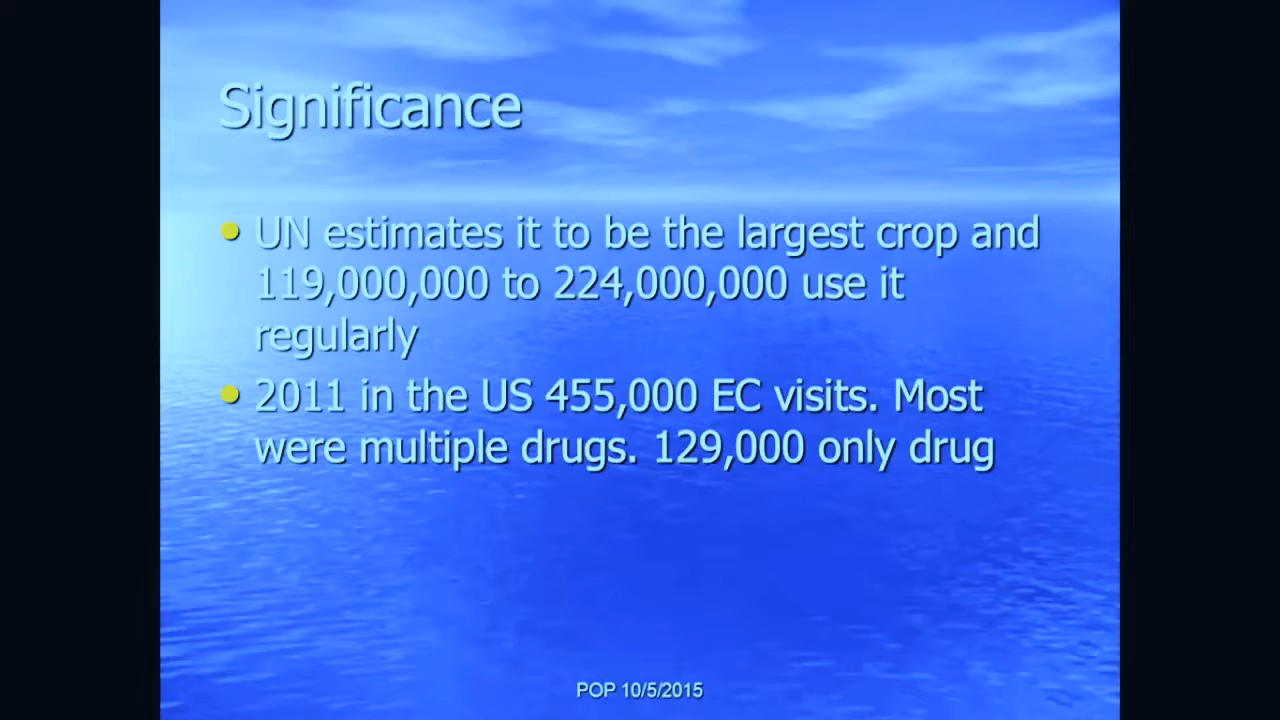 Significance
• UN estimates it to be the largest crop and
119,000,000 to 224,000,000 use it
regularly
• 2011 in the US 455,000 EC visits. Most
were multiple drugs. 129,000 only drug
POP 10/5/2015